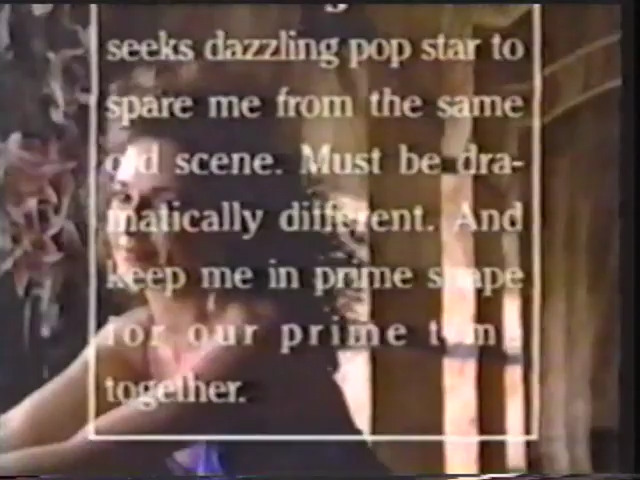 seeks dazzling pop star to
spare me from the same
old scene. Must be dra-
matically different. And
keep me in prime shape
for our prime time
together.